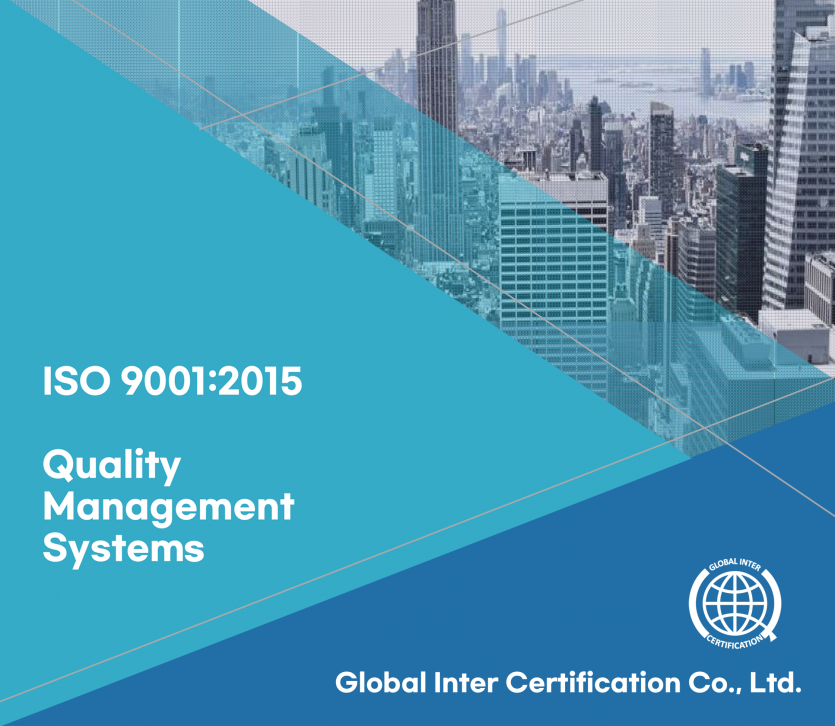 ISO 9001:2015
Quality
Management
Systems
GLOBAL INTER
CERTIFICATION
Global Inter Certification Co., Ltd.